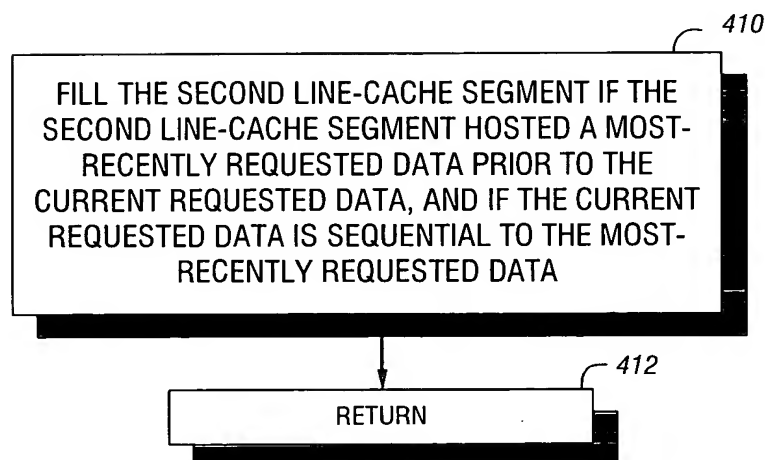 410
FILL THE SECOND LINE-CACHE SEGMENT IF THE
SECOND LINE-CACHE SEGMENT HOSTED A MOST-
RECENTLY REQUESTED DATA PRIOR TO THE
CURRENT REQUESTED DATA, AND IF THE CURRENT
REQUESTED DATA IS SEQUENTIAL TO THE MOST-
RECENTLY REQUESTED DATA
412
RETURN